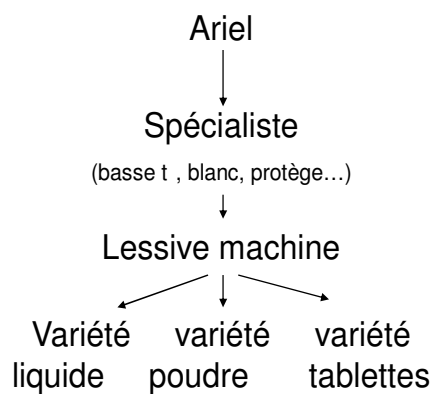 Ariel
Spécialiste
(basse t , blanc, protège…)
Lessive machine
Variété variété variété
liquide poudre tablettes